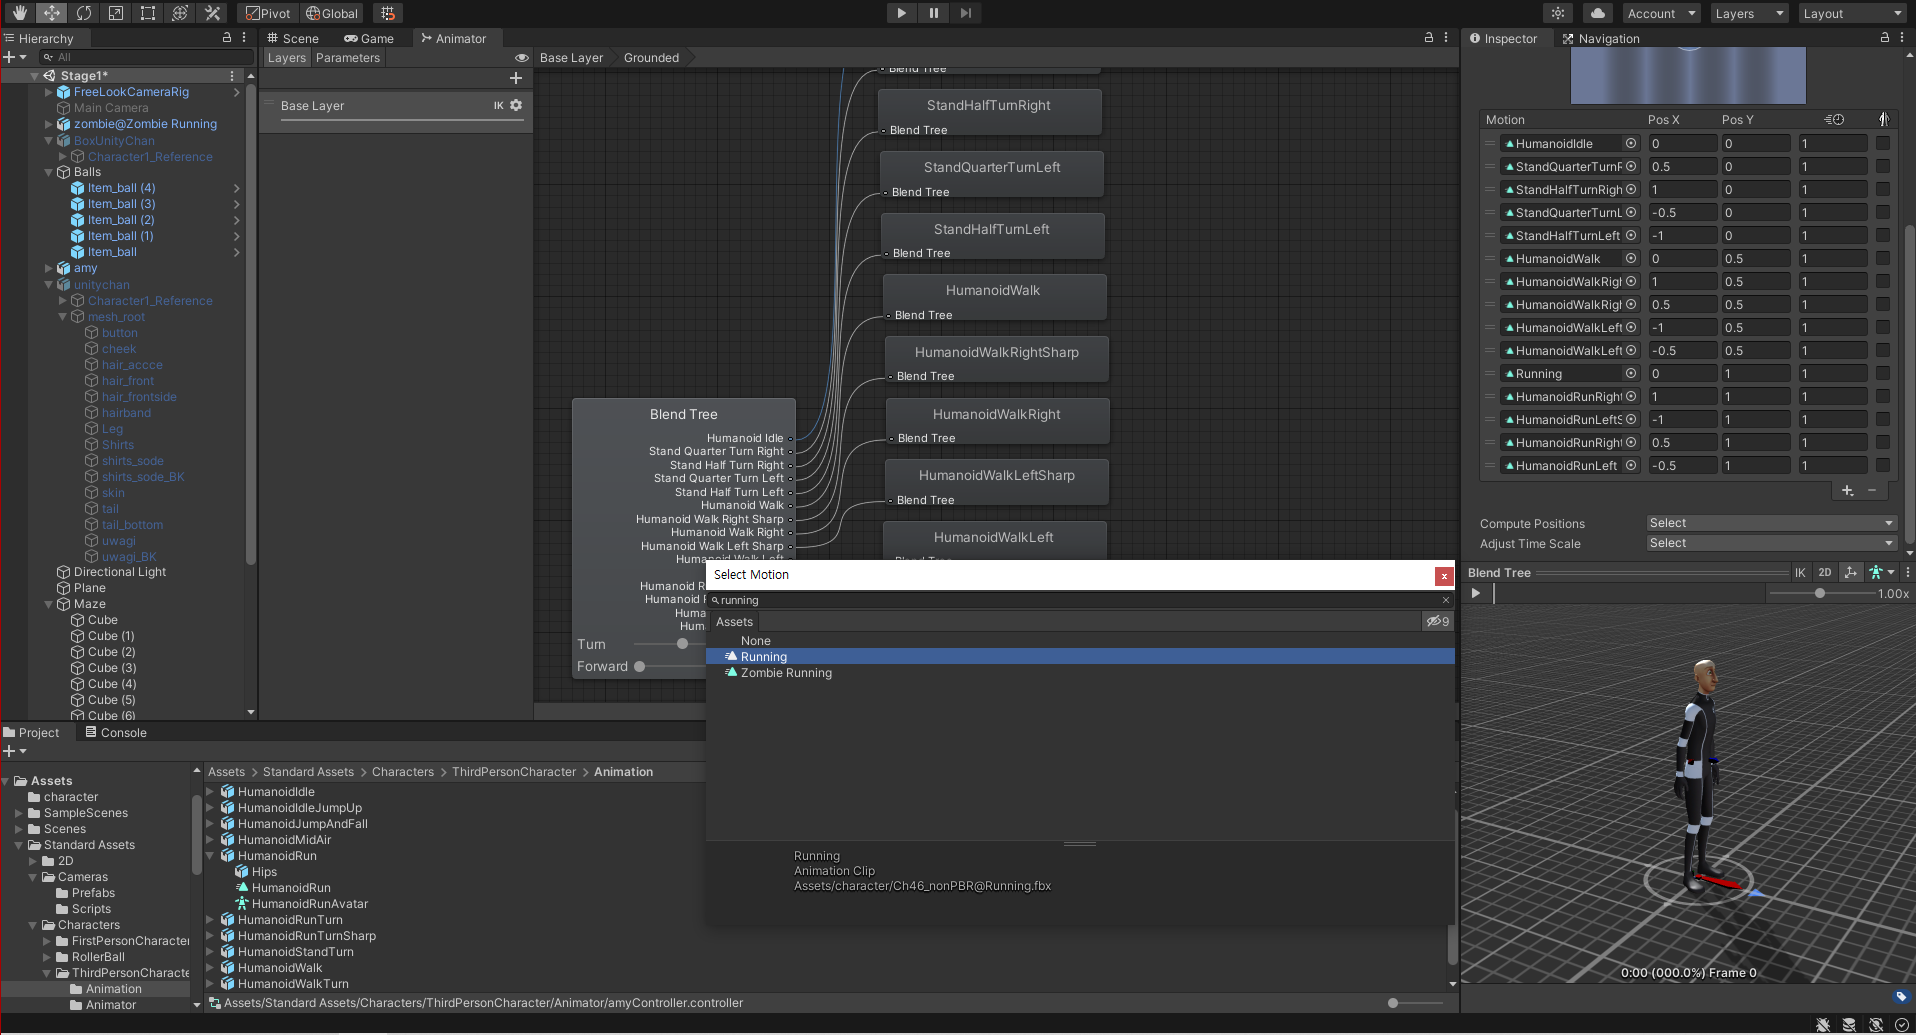 Pivot Global Account Layers Layout
Hierarchy
All
Stage1*
FreeLookCameraRig
Main Camera
zombie@Zombie Running
BoxUnityChan
Character1_Reference
Balls
Item_ball (4)
Item_ball (3)
Item_ball (2)
Item_ball (1)
Item_ball
amy
unitychan
Character1_Reference
mesh_root
button
cheek
hair_accce
hair_front
hair_frontside
hairband
Leg
Shirts
shirts_sode
shirts_sode_BK
skin
tail
tail_bottom
uwagi
uwagi_BK
Directional Light
Plane
Maze
Cube
Cube (1)
Cube (2)
Cube (3)
Cube (4)
Cube (5)
Cube (6)
Scene Game Animator
Layers Parameters
Base Layer IK
Base Layer Grounded
Blend Tree
StandHalfTurnRight
Blend Tree
StandQuarterTurnLeft
Blend Tree
StandHalfTurnLeft
Blend Tree
HumanoidWalk
Blend Tree
HumanoidWalkRightSharp
Blend Tree
HumanoidWalkRight
Blend Tree
HumanoidWalkLeftSharp
Blend Tree
HumanoidWalkLeft
Blend Tree
Blend Tree
Humanoid Idle
Stand Quarter Turn Right
Stand Half Turn Right
Stand Quarter Turn Left
Stand Half Turn Left
Humanoid Walk
Humanoid Walk Right Sharp
Humanoid Walk Right
Humanoid Walk Left Sharp
Humanoid Walk Left
Humanoid R
Humanoid
Huma
Hum
Turn
Forward
Select Motion
running
Assets 9
None
Running
Zombie Running
Running
Animation Clip
Assets/character/Ch46_nonPBR@Running.fbx
Inspector Navigation
Motion Pos X Pos Y
HumanoidIdle 0 0 1
StandQuarterTurnR 0.5 0 1
StandHalfTurnRigh 1 0 1
StandQuarterTurnL -0.5 0 1
StandHalfTurnLeft -1 0 1
HumanoidWalk 0 0.5 1
HumanoidWalkRigh 1 0.5 1
HumanoidWalkRigh 0.5 0.5 1
HumanoidWalkLeft -1 0.5 1
HumanoidWalkLeft -0.5 0.5 1
Running 0 1 1
HumanoidRunRight 1 1 1
HumanoidRunLeftS -1 1 1
HumanoidRunRight 0.5 1 1
HumanoidRunLeft -0.5 1 1
Compute Positions Select
Adjust Time Scale Select
Blend Tree IK 2D
1.00x
0:00 (000.0%) Frame 0
Project Console
Assets
character
SampleScenes
Scenes
Standard Assets
2D
Cameras
Prefabs
Scripts
Characters
FirstPersonCharacter
RollerBall
ThirdPersonCharacte
Animation
Animator
Assets > Standard Assets > Characters > ThirdPersonCharacter > Animation
HumanoidIdle
HumanoidIdleJumpUp
HumanoidJumpAndFall
HumanoidMidAir
HumanoidRun
Hips
HumanoidRun
HumanoidRunAvatar
HumanoidRunTurn
HumanoidRunTurnSharp
HumanoidStandTurn
HumanoidWalk
HumanoidWalkTurn
Assets/Standard Assets/Characters/ThirdPersonCharacter/Animator/amyController.controller